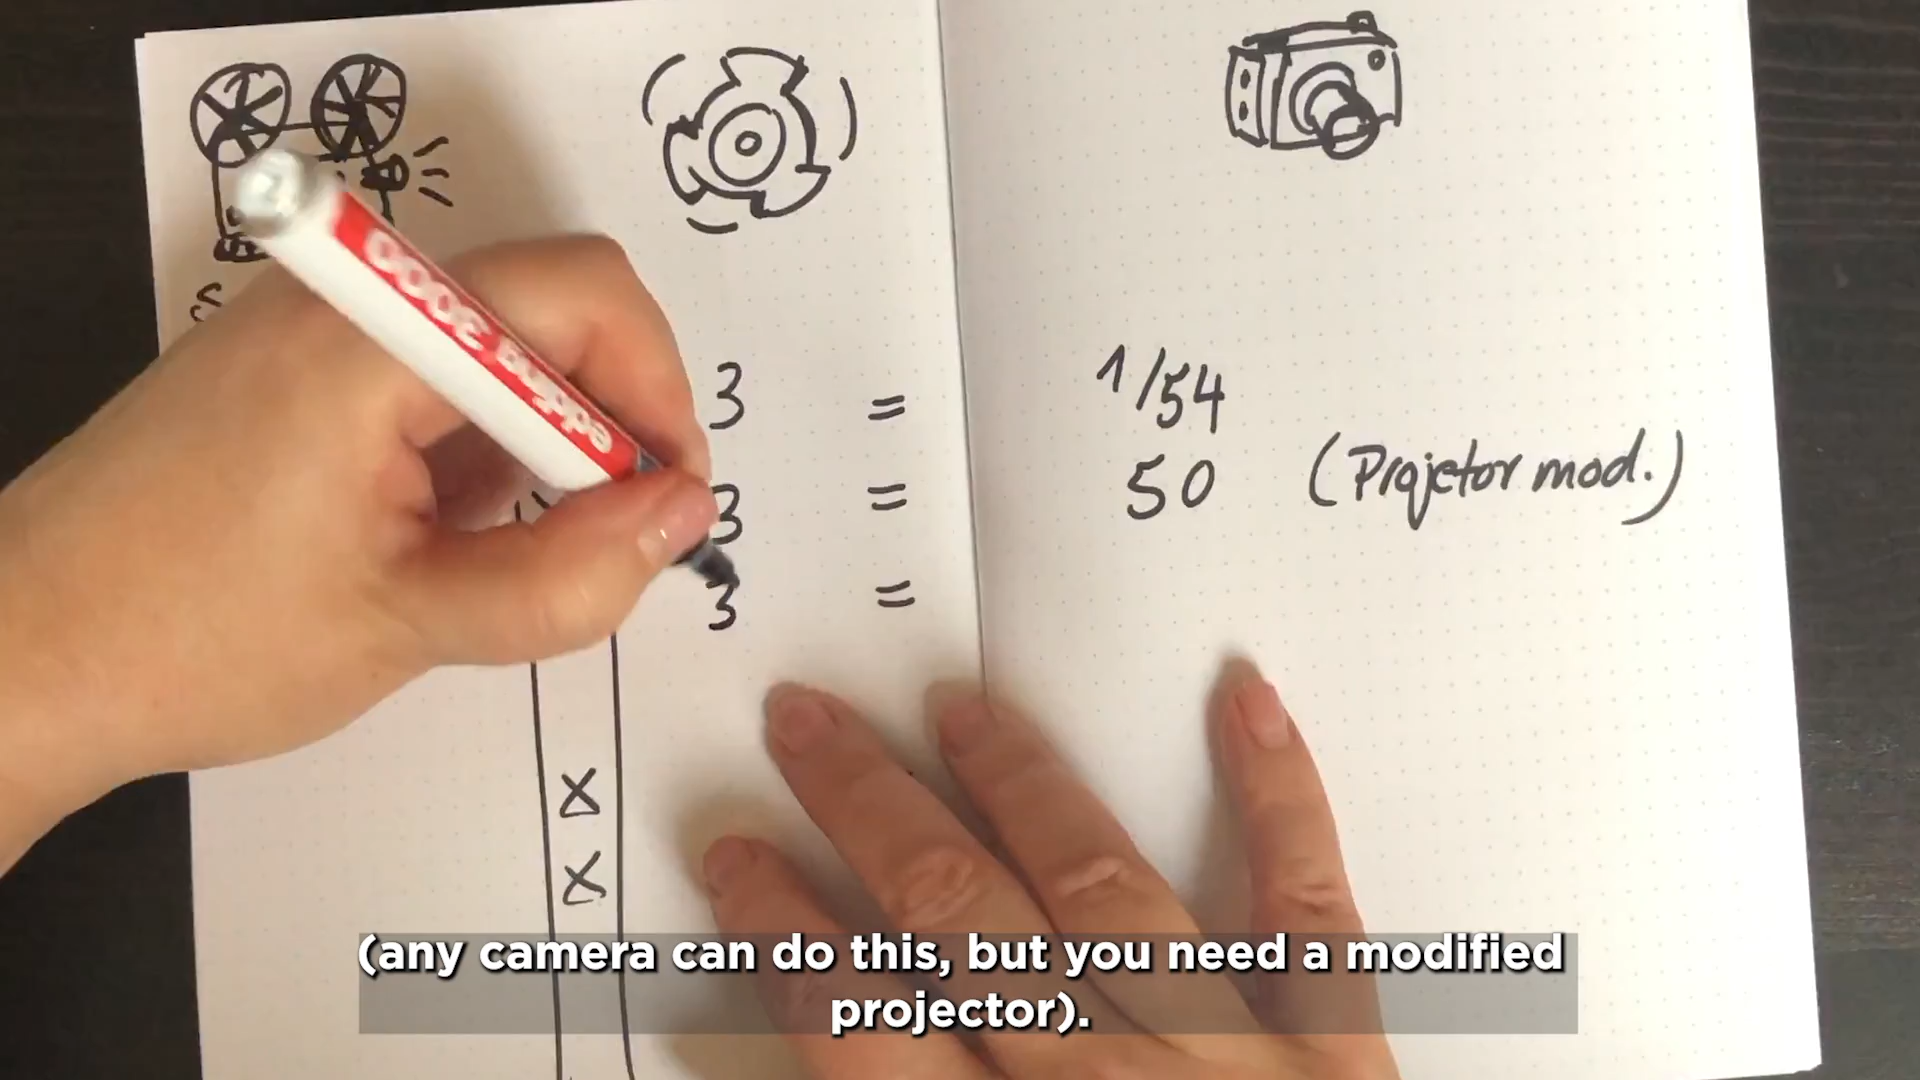 edding 3000
S
3 = 1/54
3 = 50 (Projetor mod.)
3 =
X
X
(any camera can do this, but you need a modified
projector).